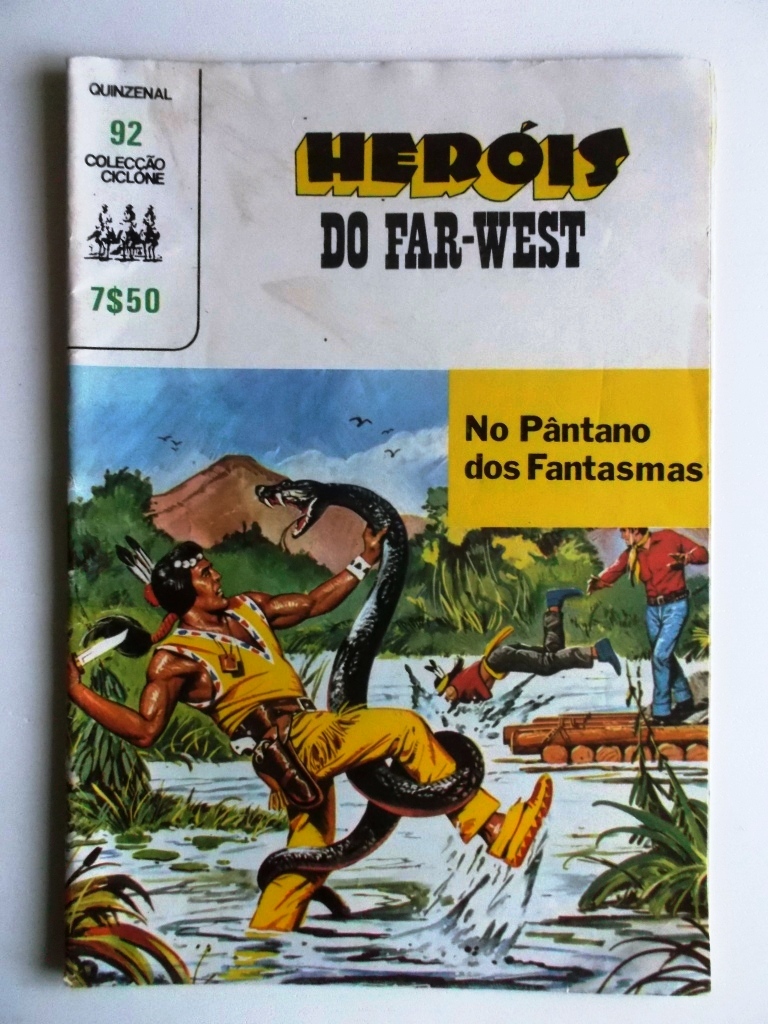 QUINZENAL
92
COLECÇÃO
CICLONE
7$50
HERÓIS
DO FAR-WEST
No Pântano
dos Fantasmas